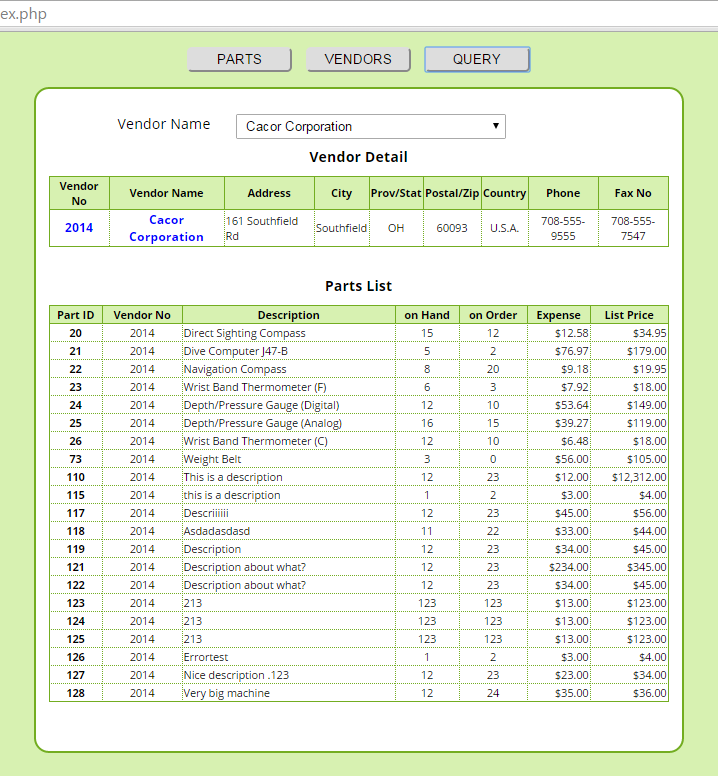 ex.php
PARTS VENDORS QUERY
Vendor Name Cacor Corporation
Vendor Detail
Vendor No Vendor Name Address City Prov/Stat Postal/Zip Country Phone Fax No
2014 Cacor Corporation 161 Southfield Rd Southfield OH 60093 U.S.A. 708-555-9555 708-555-7547
Parts List
Part ID Vendor No Description on Hand on Order Expense List Price
20 2014 Direct Sighting Compass 15 12 $12.58 $34.95
21 2014 Dive Computer J47-B 5 2 $76.97 $179.00
22 2014 Navigation Compass 8 20 $9.18 $19.95
23 2014 Wrist Band Thermometer (F) 6 3 $7.92 $18.00
24 2014 Depth/Pressure Gauge (Digital) 12 10 $53.64 $149.00
25 2014 Depth/Pressure Gauge (Analog) 16 15 $39.27 $119.00
26 2014 Wrist Band Thermometer (C) 12 10 $6.48 $18.00
73 2014 Weight Belt 3 0 $56.00 $105.00
110 2014 This is a description 12 23 $12.00 $12,312.00
115 2014 this is a description 1 2 $3.00 $4.00
117 2014 Descriiiiii 12 23 $45.00 $56.00
118 2014 Asdadasdasd 11 22 $33.00 $44.00
119 2014 Description 12 23 $34.00 $45.00
121 2014 Description about what? 12 23 $234.00 $345.00
122 2014 Description about what? 12 23 $34.00 $45.00
123 2014 213 123 123 $13.00 $123.00
124 2014 213 123 123 $13.00 $123.00
125 2014 213 123 123 $13.00 $123.00
126 2014 Errortest 1 2 $3.00 $4.00
127 2014 Nice description .123 12 23 $23.00 $34.00
128 2014 Very big machine 12 24 $35.00 $36.00